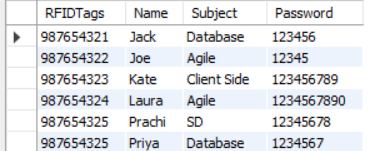 RFIDTags Name Subject Password
987654321 Jack Database 123456
987654322 Joe Agile 12345
987654323 Kate Client Side 123456789
987654324 Laura Agile 1234567890
987654325 Prachi SD 12345678
987654325 Priya Database 1234567